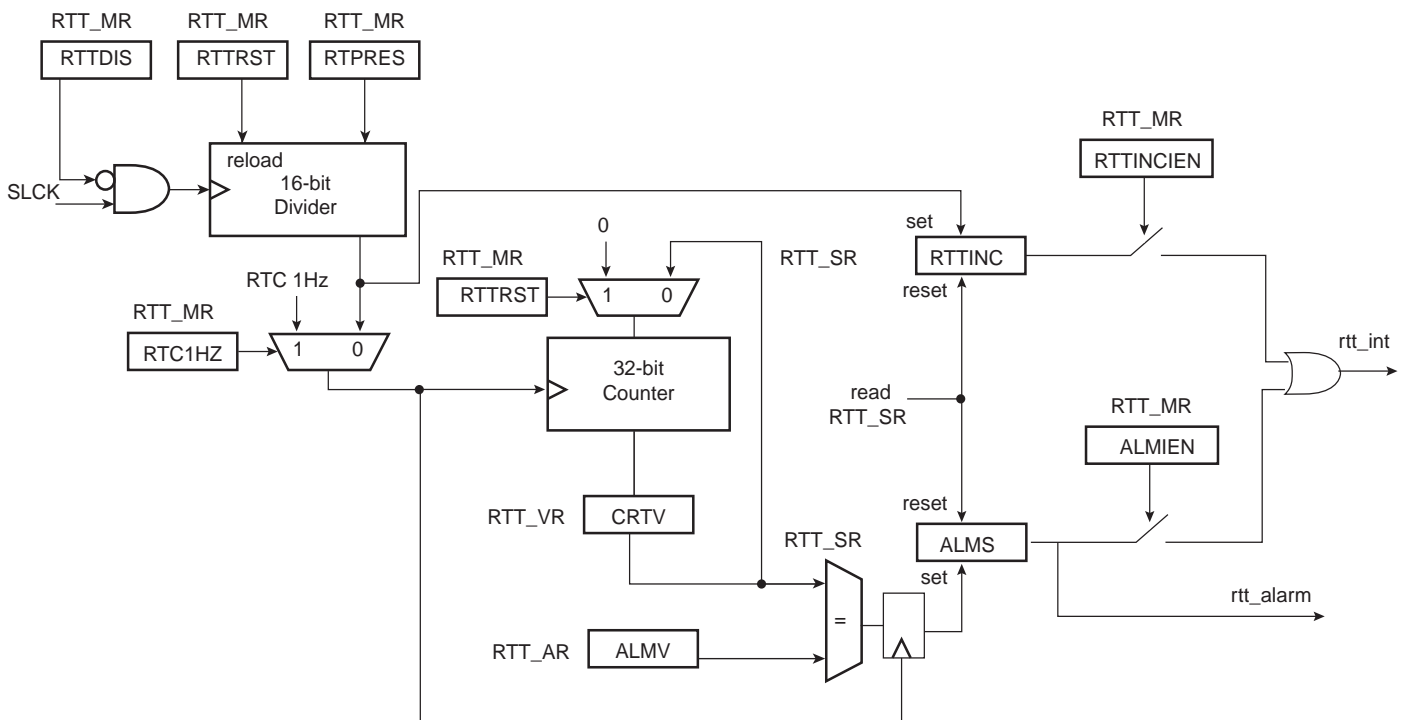 RTT_MR
RTTDIS
RTT_MR
RTTRST
RTT_MR
RTPRES
reload
16-bit
Divider
SLCK
RTT_MR
RTTINCIEN
set
RTTINC
reset
0
RTT_MR
RTTRST
1 0
RTT_SR
RTC 1Hz
RTT_MR
RTC1HZ
1 0
32-bit
Counter
read
RTT_SR
rtt_int
RTT_MR
ALMIEN
RTT_VR
CRTV
reset
ALMS
set
RTT_SR
=
RTT_AR
ALMV
rtt_alarm